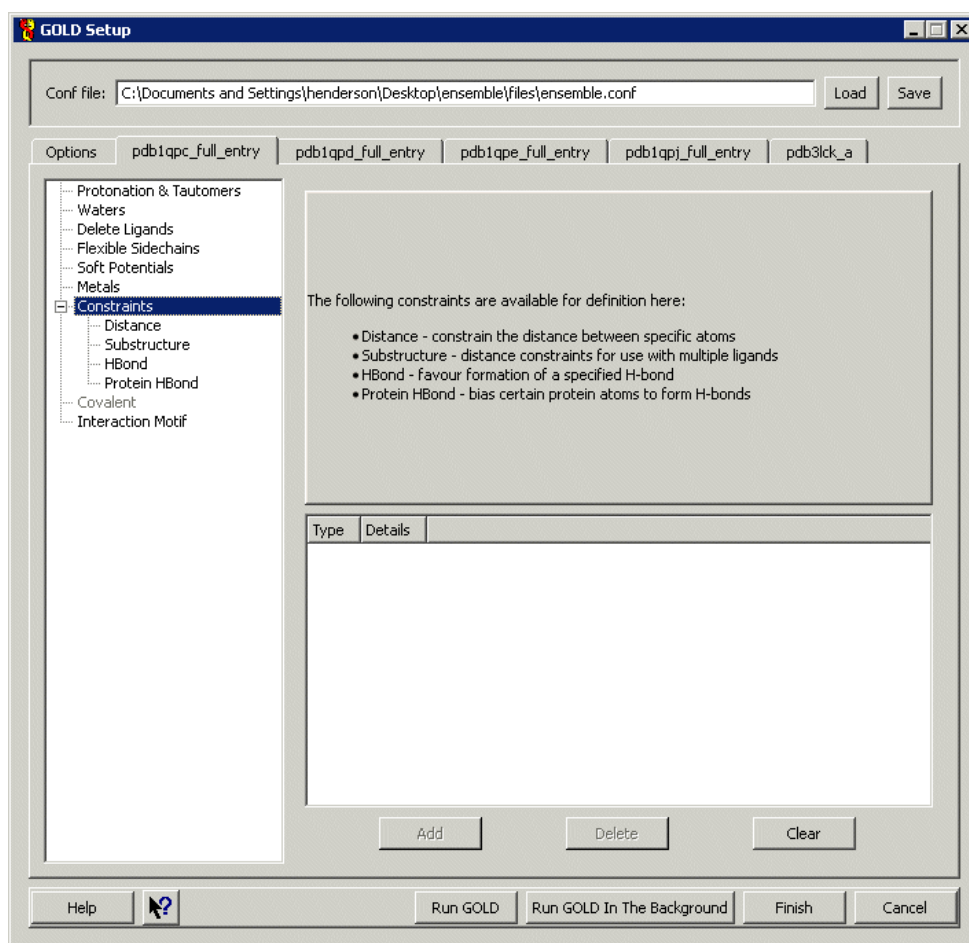 GOLD Setup
Conf file: C:\Documents and Settings\henderson\Desktop\ensemble\files\ensemble.conf Load Save
Options pdb1qpc_full_entry pdb1qpd_full_entry pdb1qpe_full_entry pdb1qpj_full_entry pdb3lck_a
Protonation & Tautomers
Waters
Delete Ligands
Flexible Sidechains
Soft Potentials
Metals
Constraints
Distance
Substructure
HBond
Protein HBond
Covalent
Interaction Motif
The following constraints are available for definition here:
• Distance - constrain the distance between specific atoms
• Substructure - distance constraints for use with multiple ligands
• HBond - favour formation of a specified H-bond
• Protein HBond - bias certain protein atoms to form H-bonds
Type Details
Add Delete Clear
Help ? Run GOLD Run GOLD In The Background Finish Cancel